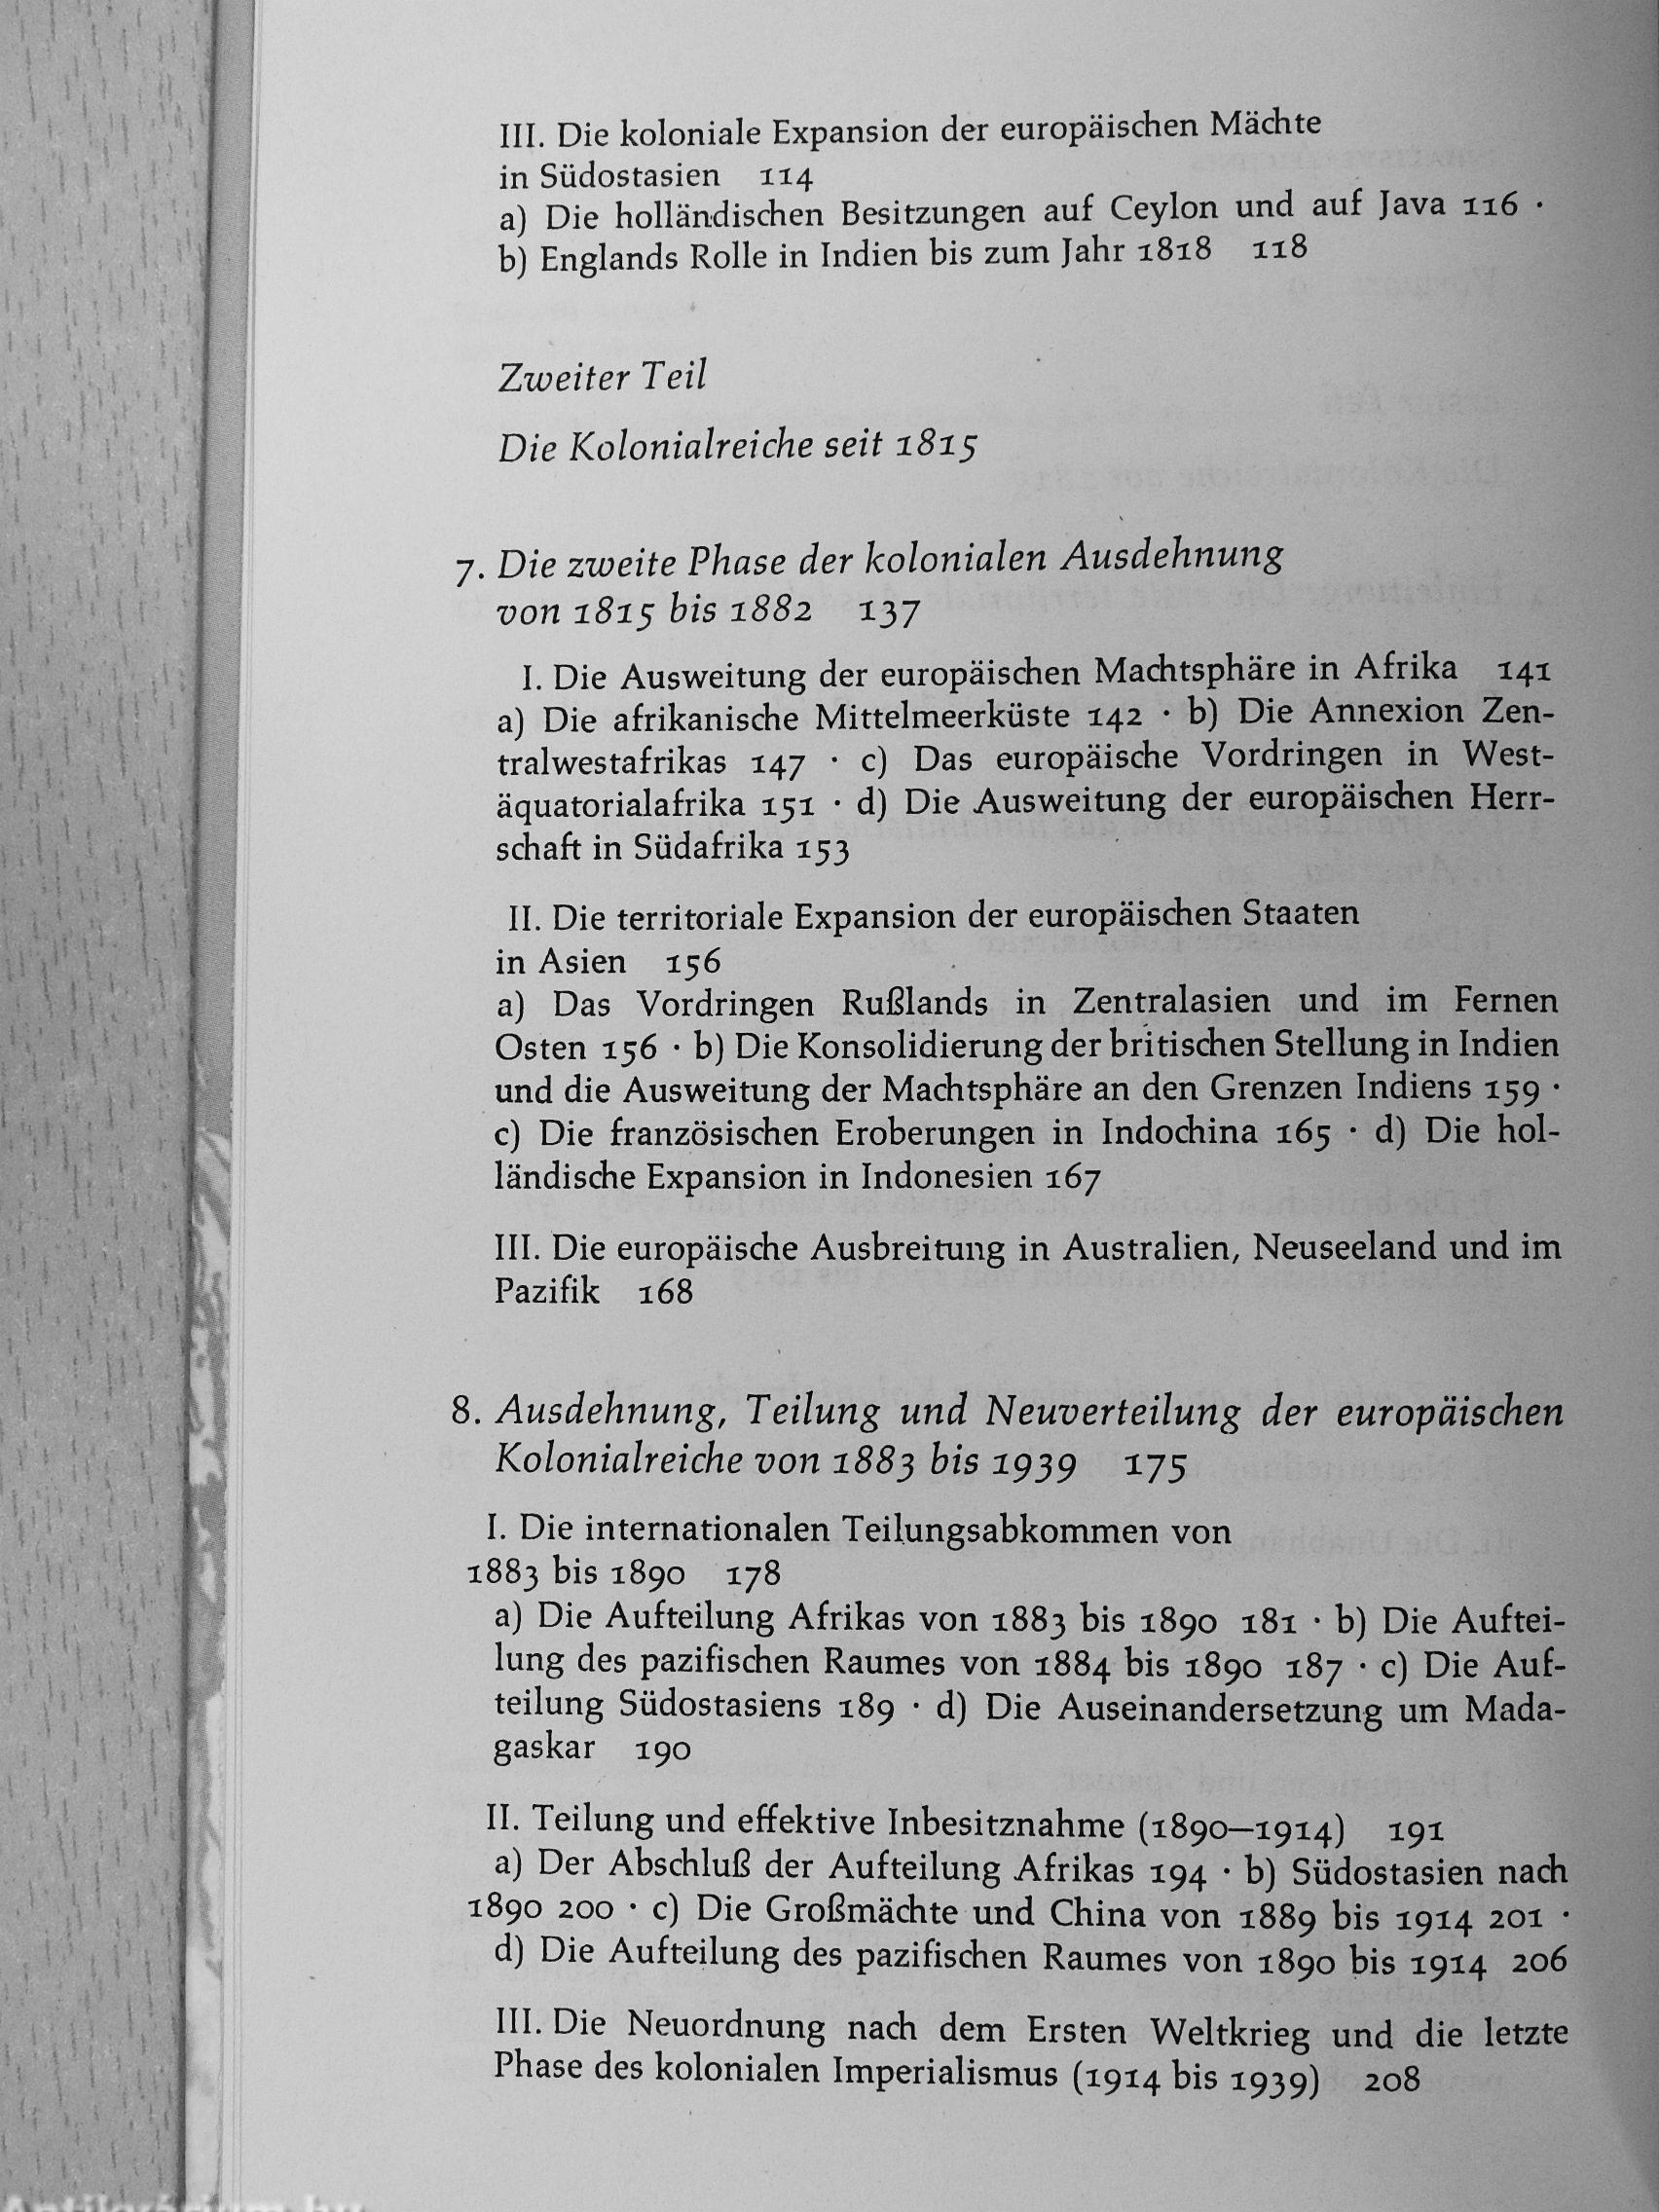 III. Die koloniale Expansion der europäischen Mächte
in Südostasien 114
a) Die holländischen Besitzungen auf Ceylon und auf Java 116 ·
b) Englands Rolle in Indien bis zum Jahr 1818 118
Zweiter Teil
Die Kolonialreiche seit 1815
7. Die zweite Phase der kolonialen Ausdehnung
von 1815 bis 1882 137
I. Die Ausweitung der europäischen Machtsphäre in Afrika 141
a) Die afrikanische Mittelmeerküste 142 · b) Die Annexion Zen-
tralwestafrikas 147 · c) Das europäische Vordringen in West-
äquatorialafrika 151 · d) Die Ausweitung der europäischen Herr-
schaft in Südafrika 153
II. Die territoriale Expansion der europäischen Staaten
in Asien 156
a) Das Vordringen Rußlands in Zentralasien und im Fernen
Osten 156 · b) Die Konsolidierung der britischen Stellung in Indien
und die Ausweitung der Machtsphäre an den Grenzen Indiens 159 ·
c) Die französischen Eroberungen in Indochina 165 · d) Die hol-
ländische Expansion in Indonesien 167
III. Die europäische Ausbreitung in Australien, Neuseeland und im
Pazifik 168
8. Ausdehnung, Teilung und Neuverteilung der europäischen
Kolonialreiche von 1883 bis 1939 175
I. Die internationalen Teilungsabkommen von
1883 bis 1890 178
a) Die Aufteilung Afrikas von 1883 bis 1890 181 · b) Die Auftei-
lung des pazifischen Raumes von 1884 bis 1890 187 · c) Die Auf-
teilung Südostasiens 189 · d) Die Auseinandersetzung um Mada-
gaskar 190
II. Teilung und effektive Inbesitznahme (1890–1914) 191
a) Der Abschluß der Aufteilung Afrikas 194 · b) Südostasien nach
1890 200 · c) Die Großmächte und China von 1889 bis 1914 201 ·
d) Die Aufteilung des pazifischen Raumes von 1890 bis 1914 206
III. Die Neuordnung nach dem Ersten Weltkrieg und die letzte
Phase des kolonialen Imperialismus (1914 bis 1939) 208